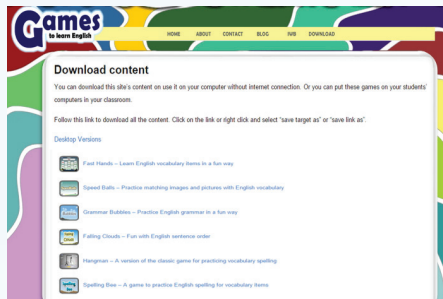 Games
to learn English
HOME ABOUT CONTACT BLOG IWB DOWNLOAD
Download content
You can download this site's content on use it on your computer without internet connection. Or you can put these games on your students'
computers in your classroom.
Follow this link to download all the content. Click on the link or right click and select "save target as" or "save link as".
Desktop Versions
Fast Hands – Learn English vocabulary items in a fun way
Speed Balls – Practice matching images and pictures with English vocabulary
Grammar Bubbles – Practice English grammar in a fun way
Falling Clouds – Fun with English sentence order
Hangman – A version of the classic game for practicing vocabulary spelling
Spelling Bee – A game to practice English spelling for vocabulary items